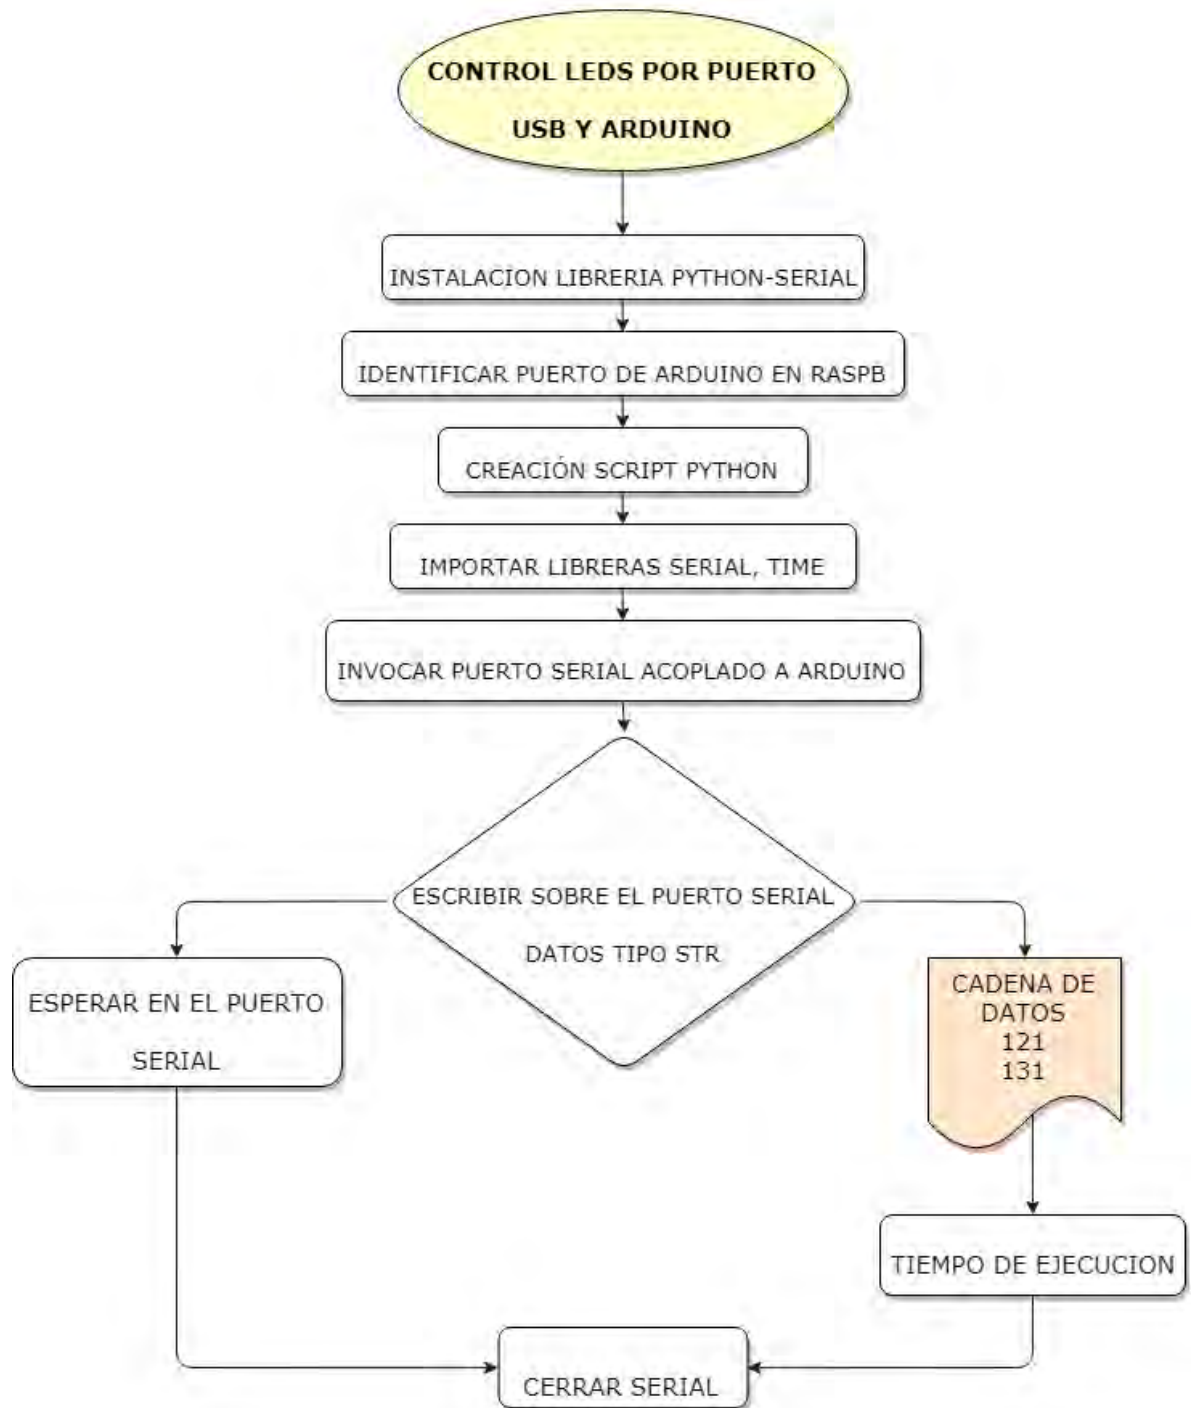 CONTROL LEDS POR PUERTO
USB Y ARDUINO
INSTALACION LIBRERIA PYTHON-SERIAL
IDENTIFICAR PUERTO DE ARDUINO EN RASPB
CREACIÓN SCRIPT PYTHON
IMPORTAR LIBRERAS SERIAL, TIME
INVOCAR PUERTO SERIAL ACOPLADO A ARDUINO
ESCRIBIR SOBRE EL PUERTO SERIAL
DATOS TIPO STR
ESPERAR EN EL PUERTO
SERIAL
CADENA DE
DATOS
121
131
TIEMPO DE EJECUCION
CERRAR SERIAL